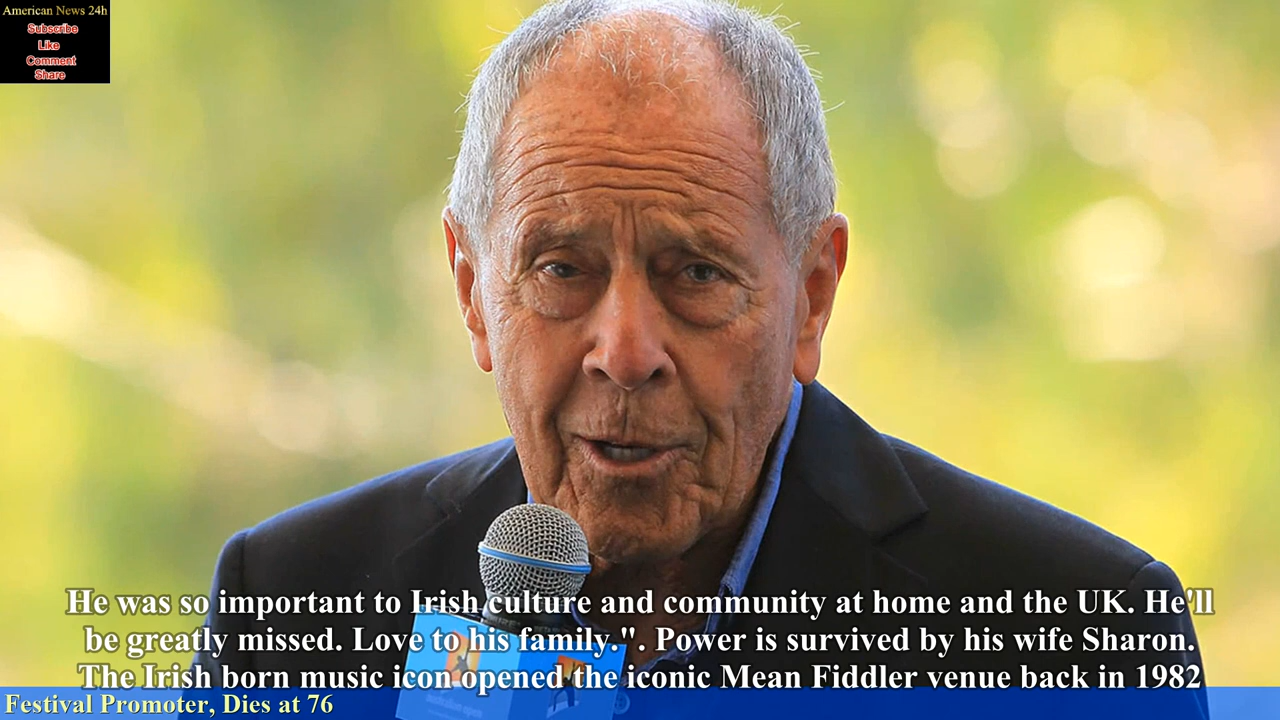 American News 24h
Subscribe
Like
Comment
Share
He was so important to Irish culture and community at home and the UK. He'll
be greatly missed. Love to his family.". Power is survived by his wife Sharon.
The Irish born music icon opened the iconic Mean Fiddler venue back in 1982
Festival Promoter, Dies at 76